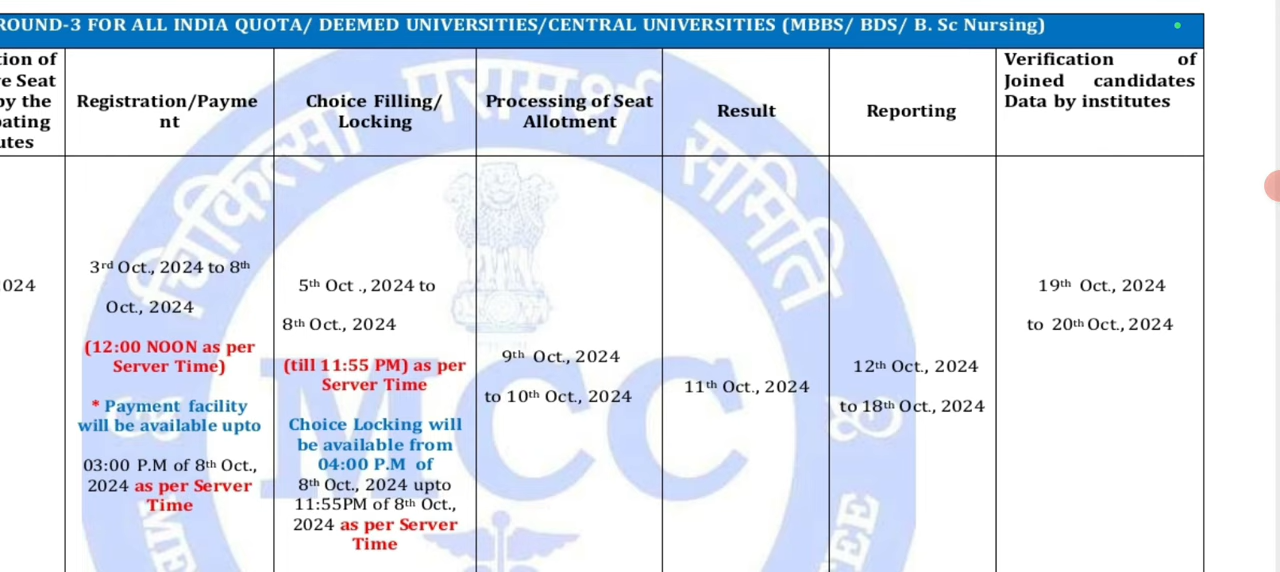 ROUND-3 FOR ALL INDIA QUOTA/ DEEMED UNIVERSITIES/CENTRAL UNIVERSITIES (MBBS/ BDS/ B. Sc Nursing)
Seat
by the
Registration/Payme
nt
Choice Filling/
Locking
Processing of Seat
Allotment
Result
Reporting
Verification of
Joined candidates
Data by institutes
024
3rd Oct., 2024 to 8th
Oct., 2024
(12:00 NOON as per
Server Time)
* Payment facility
will be available upto
03:00 P.M of 8th Oct.,
2024 as per Server
Time
5th Oct ., 2024 to
8th Oct., 2024
(till 11:55 PM) as per
Server Time
Choice Locking will
be available from
04:00 P.M of
8th Oct., 2024 upto
11:55PM of 8th Oct.,
2024 as per Server
Time
9th Oct., 2024
to 10th Oct., 2024
11th Oct., 2024
12th Oct., 2024
to 18th Oct., 2024
19th Oct., 2024
to 20th Oct., 2024
चिकित्सा परामर्श समिति
MCC